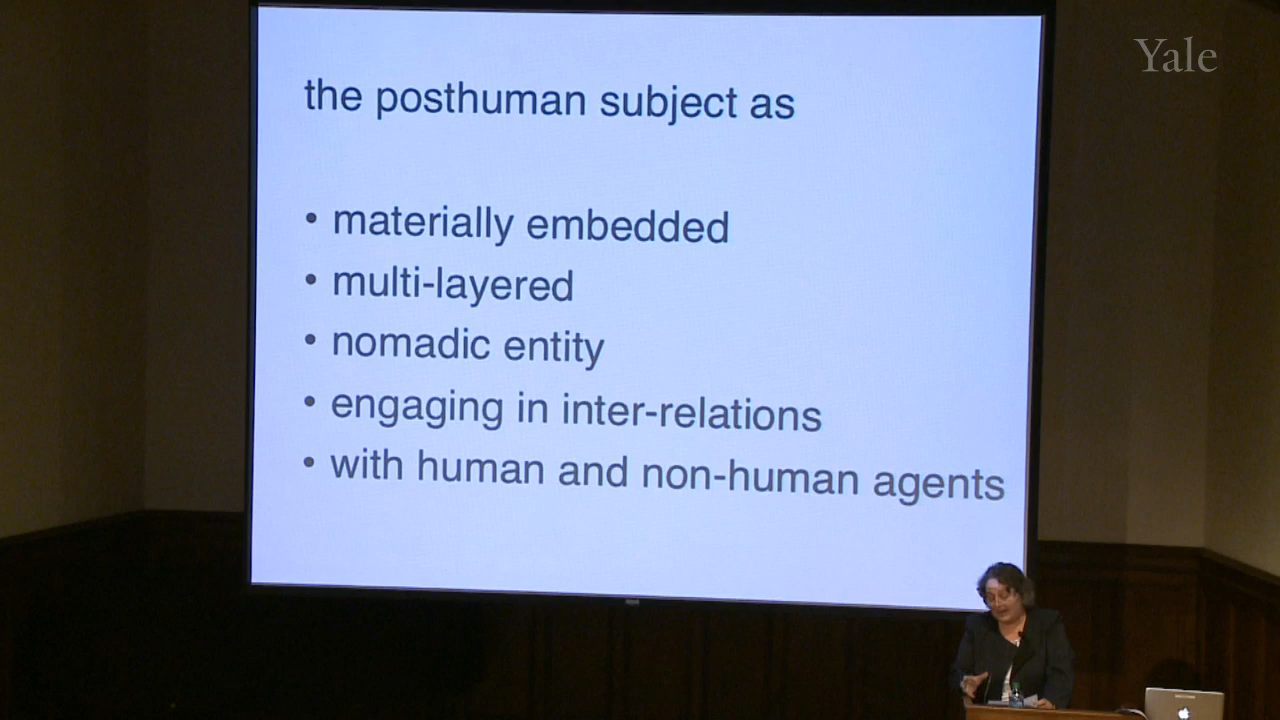 Yale
the posthuman subject as
• materially embedded
• multi-layered
• nomadic entity
• engaging in inter-relations
• with human and non-human agents